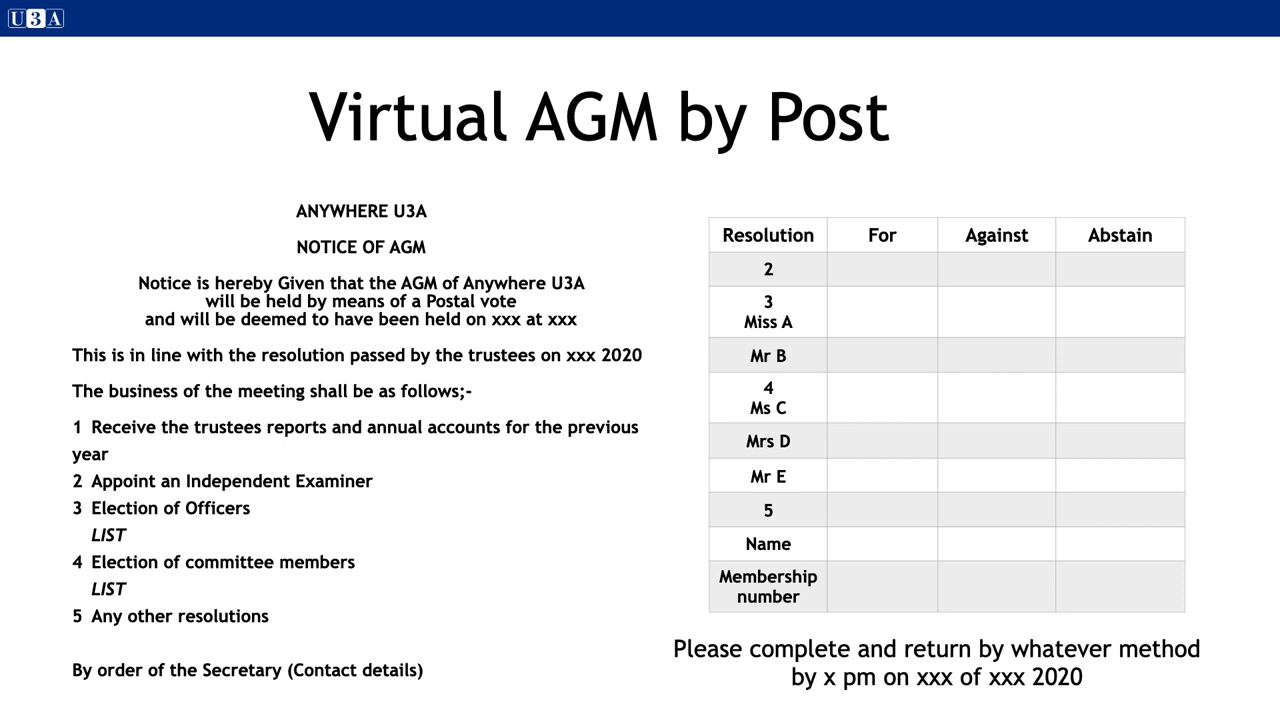 U3A
Virtual AGM by Post
ANYWHERE U3A
NOTICE OF AGM
Notice is hereby Given that the AGM of Anywhere U3A
will be held by means of a Postal vote
and will be deemed to have been held on xxx at xxx
This is in line with the resolution passed by the trustees on xxx 2020
The business of the meeting shall be as follows;-
1 Receive the trustees reports and annual accounts for the previous
year
2 Appoint an Independent Examiner
3 Election of Officers
LIST
4 Election of committee members
LIST
5 Any other resolutions
By order of the Secretary (Contact details)
Resolution For Against Abstain
2
3
Miss A
Mr B
4
Ms C
Mrs D
Mr E
5
Name
Membership
number
Please complete and return by whatever method
by x pm on xxx of xxx 2020